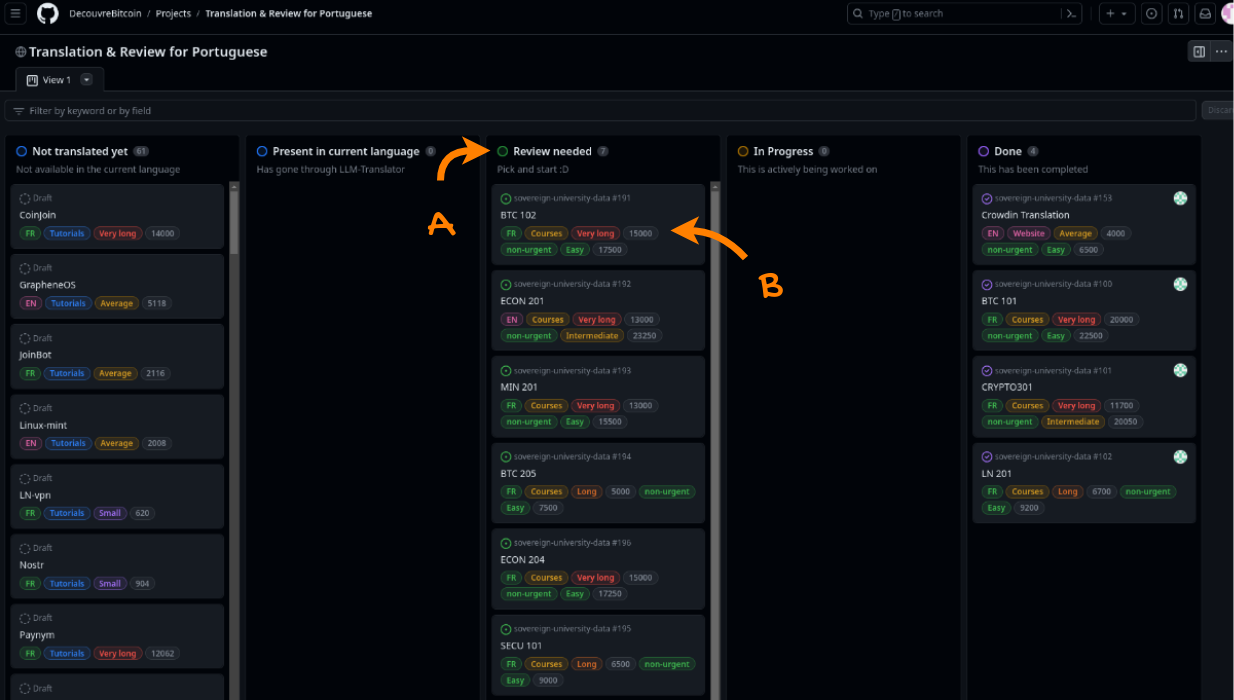 DecouvreBitcoin / Projects / Translation & Review for Portuguese
Type / to search
Translation & Review for Portuguese
View 1
Filter by keyword or by field
Discar
Not translated yet 61
Not available in the current language
Draft
CoinJoin
FR Tutorials Very long 14000
Draft
GrapheneOS
EN Tutorials Average 5118
Draft
JoinBot
FR Tutorials Average 2116
Draft
Linux-mint
EN Tutorials Average 2008
Draft
LN-vpn
FR Tutorials Small 620
Draft
Nostr
FR Tutorials Small 904
Draft
Paynym
FR Tutorials Very long 12062
Draft
Present in current language 0
Has gone through LLM-Translator
A
Review needed 7
Pick and start :D
sovereign-university-data #191
BTC 102
FR Courses Very long 15000
non-urgent Easy 17500
sovereign-university-data #192
ECON 201
EN Courses Very long 13000
non-urgent Intermediate 23250
sovereign-university-data #193
MIN 201
FR Courses Very long 13000
non-urgent Easy 15500
sovereign-university-data #194
BTC 205
FR Courses Long 5000 non-urgent
Easy 7500
sovereign-university-data #196
ECON 204
FR Courses Very long 15000
non-urgent Easy 17250
sovereign-university-data #195
SECU 101
FR Courses Long 6500 non-urgent
Easy 9000
In Progress 0
This is actively being worked on
B
Done 4
This has been completed
sovereign-university-data #153
Crowdin Translation
EN Website Average 4000
non-urgent Easy 6500
sovereign-university-data #100
BTC 101
FR Courses Very long 20000
non-urgent Easy 22500
sovereign-university-data #101
CRYPTO301
FR Courses Very long 11700
non-urgent Intermediate 20050
sovereign-university-data #102
LN 201
FR Courses Long 6700 non-urgent
Easy 9200